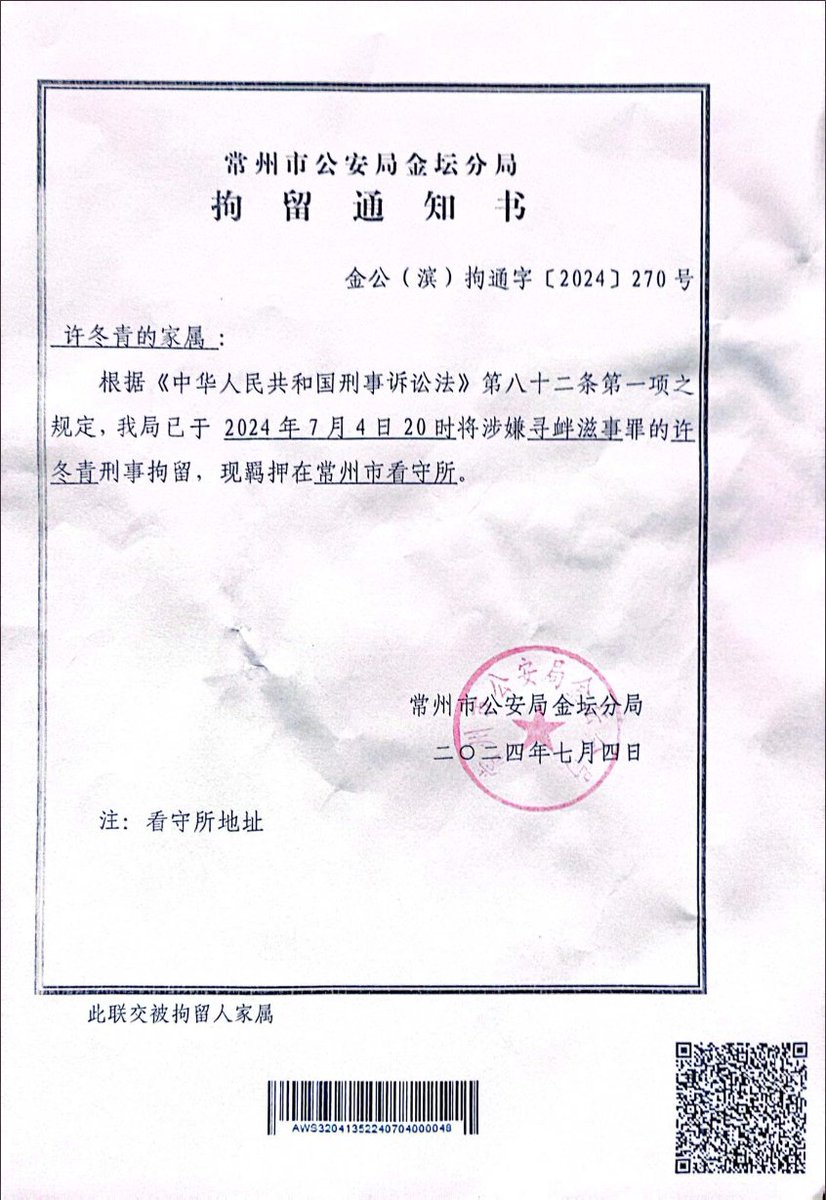 常州市公安局金坛分局
拘留通知书
金公（滨）拘通字〔2024〕270号
许冬青的家属：
根据《中华人民共和国刑事诉讼法》第八十二条第一项之
规定，我局已于 2024年7月4日20时将涉嫌寻衅滋事罪的许
冬青刑事拘留，现羁押在常州市看守所。
常州市公安局金坛分局
二〇二四年七月四日
注：看守所地址
此联交被拘留人家属
AWS32041352240704000048